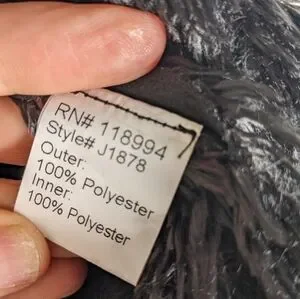 RN# 118994
Style# J1878
Outer:
100% Polyester
Inner:
100% Polyester